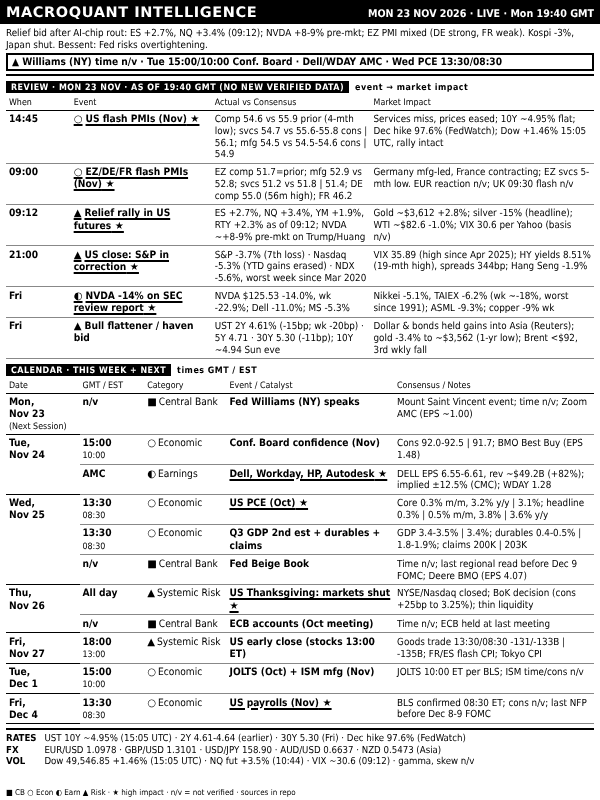 MACROQUANT INTELLIGENCE MON 23 NOV 2026 · LIVE · Mon 19:40 GMT
Relief bid after AI-chip rout: ES +2.7%, NQ +3.4% (09:12); NVDA +8-9% pre-mkt; EZ PMI mixed (DE strong, FR weak). Kospi -3%,
Japan shut. Bessent: Fed risks overtightening.
▲ Williams (NY) time n/v · Tue 15:00/10:00 Conf. Board · Dell/WDAY AMC · Wed PCE 13:30/08:30
REVIEW · MON 23 NOV · AS OF 19:40 GMT (NO NEW VERIFIED DATA) event → market impact
When Event Actual vs Consensus Market Impact
14:45 ○ US flash PMIs (Nov) ★ Comp 54.6 vs 55.9 prior (4-mth Services miss, prices eased; 10Y ~4.95% flat;
low); svcs 54.7 vs 55.6-55.8 cons | Dec hike 97.6% (FedWatch); Dow +1.46% 15:05
56.1; mfg 54.5 vs 54.5-54.6 cons | UTC, rally intact
54.9
09:00 ○ EZ/DE/FR flash PMIs EZ comp 51.7=prior; mfg 52.9 vs Germany mfg-led, France contracting; EZ svcs 5-
(Nov) ★ 52.8; svcs 51.2 vs 51.8 | 51.4; DE mth low. EUR reaction n/v; UK 09:30 flash n/v
comp 55.0 (56m high); FR 46.2
09:12 ▲ Relief rally in US ES +2.7%, NQ +3.4%, YM +1.9%, Gold ~$3,612 +2.8%; silver -15% (headline);
futures ★ RTY +2.3% as of 09:12; NVDA WTI ~$82.6 -1.0%; VIX 30.6 per Yahoo (basis
~+8-9% pre-mkt on Trump/Huang n/v)
21:00 ▲ US close: S&P in S&P -3.7% (7th loss) · Nasdaq VIX 35.89 (high since Apr 2025); HY yields 8.51%
correction ★ -5.3% (YTD gains erased) · NDX (19-mth high), spreads 344bp; Hang Seng -1.9%
-5.6%, worst since Mar 2020
Fri ◐ NVDA -14% on SEC NVDA $125.53 -14.0%, wk Nikkei -5.1%, TAIEX -6.2% (wk ~-18%, worst
review report ★ -22.9%; Dell -11.0%; MS -5.3% since 1991); ASML -9.3%; copper -9% wk
Fri ▲ Bull flattener / haven UST 2Y 4.61% (-15bp; wk -20bp) · Dollar & bonds held gains into Asia (Reuters);
bid 5Y 4.71 · 30Y 5.30 (-11bp); 10Y gold -3.4% to ~$3,562 (1-yr low); Brent <$92,
~4.94 Sun eve 3rd wkly fall
CALENDAR · THIS WEEK + NEXT times GMT / EST
Date GMT / EST Category Event / Catalyst Consensus / Notes
Mon, n/v ■ Central Bank Fed Williams (NY) speaks Mount Saint Vincent event; time n/v; Zoom
Nov 23 AMC (EPS ~1.00)
(Next Session)
Tue, 15:00 ○ Economic Conf. Board confidence (Nov) Cons 92.0-92.5 | 91.7; BMO Best Buy (EPS
Nov 24 10:00 1.48)
AMC ◐ Earnings Dell, Workday, HP, Autodesk ★ DELL EPS 6.55-6.61, rev ~$49.2B (+82%);
implied ±12.5% (CMC); WDAY 1.28
Wed, 13:30 ○ Economic US PCE (Oct) ★ Core 0.3% m/m, 3.2% y/y | 3.1%; headline
Nov 25 08:30 0.3% | 0.5% m/m, 3.8% | 3.6% y/y
13:30 ○ Economic Q3 GDP 2nd est + durables + GDP 3.4-3.5% | 3.4%; durables 0.4-0.5% |
08:30 claims 1.8-1.9%; claims 200K | 203K
n/v ■ Central Bank Fed Beige Book Time n/v; last regional read before Dec 9
FOMC; Deere BMO (EPS 4.07)
Thu, All day ▲ Systemic Risk US Thanksgiving: markets shut NYSE/Nasdaq closed; BoK decision (cons
Nov 26 ★ +25bp to 3.25%); thin liquidity
n/v ■ Central Bank ECB accounts (Oct meeting) Time n/v; ECB held at last meeting
Fri, 18:00 ▲ Systemic Risk US early close (stocks 13:00 Goods trade 13:30/08:30 -131/-133B |
Nov 27 13:00 ET) -135B; FR/ES flash CPI; Tokyo CPI
Tue, 15:00 ○ Economic JOLTS (Oct) + ISM mfg (Nov) JOLTS 10:00 ET per BLS; ISM time/cons n/v
Dec 1 10:00
Fri, 13:30 ○ Economic US payrolls (Nov) ★ BLS confirmed 08:30 ET; cons n/v; last NFP
Dec 4 08:30 before Dec 8-9 FOMC
RATES UST 10Y ~4.95% (15:05 UTC) · 2Y 4.61-4.64 (earlier) · 30Y 5.30 (Fri) · Dec hike 97.6% (FedWatch)
FX EUR/USD 1.0978 · GBP/USD 1.3101 · USD/JPY 158.90 · AUD/USD 0.6637 · NZD 0.5473 (Asia)
VOL Dow 49,546.85 +1.46% (15:05 UTC) · NQ fut +3.5% (10:44) · VIX ~30.6 (09:12) · gamma, skew n/v
■ CB ○ Econ ◐ Earn ▲ Risk · ★ high impact · n/v = not verified · sources in repo